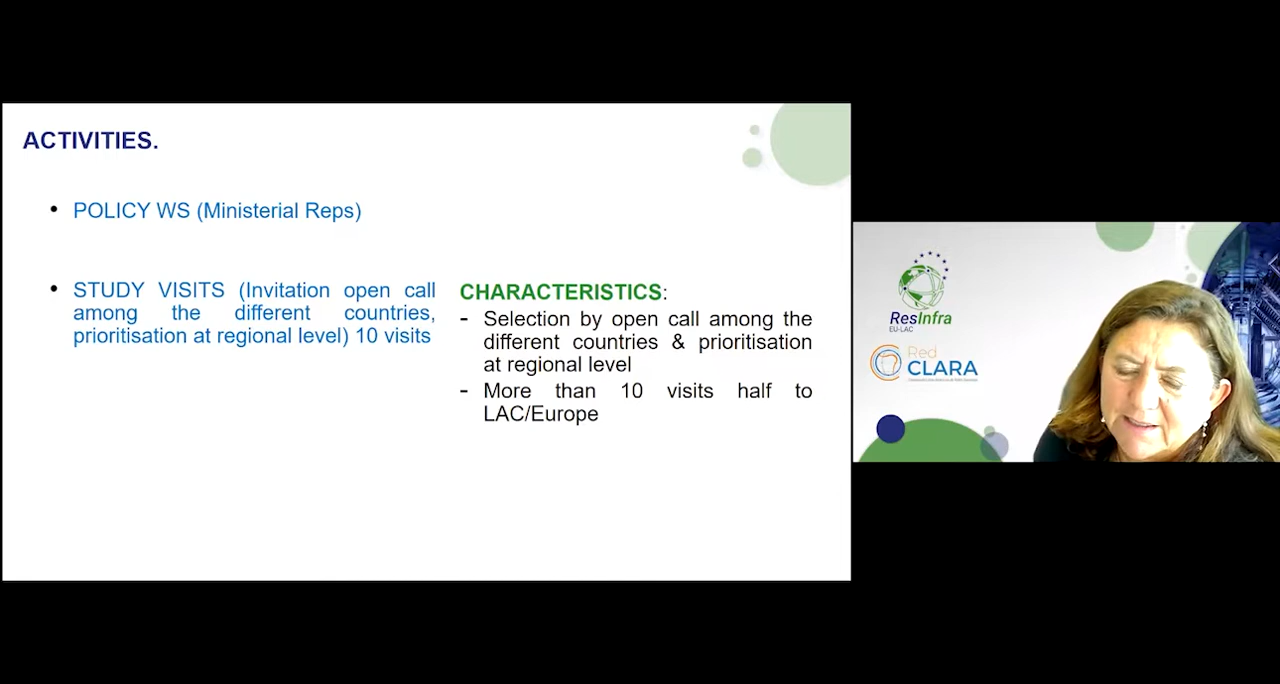 ACTIVITIES.
• POLICY WS (Ministerial Reps)
• STUDY VISITS (Invitation open call
among the different countries,
prioritisation at regional level) 10 visits
CHARACTERISTICS:
- Selection by open call among the
different countries & prioritisation
at regional level
- More than 10 visits half to
LAC/Europe
ResInfra
EU-LAC
Red
CLARA